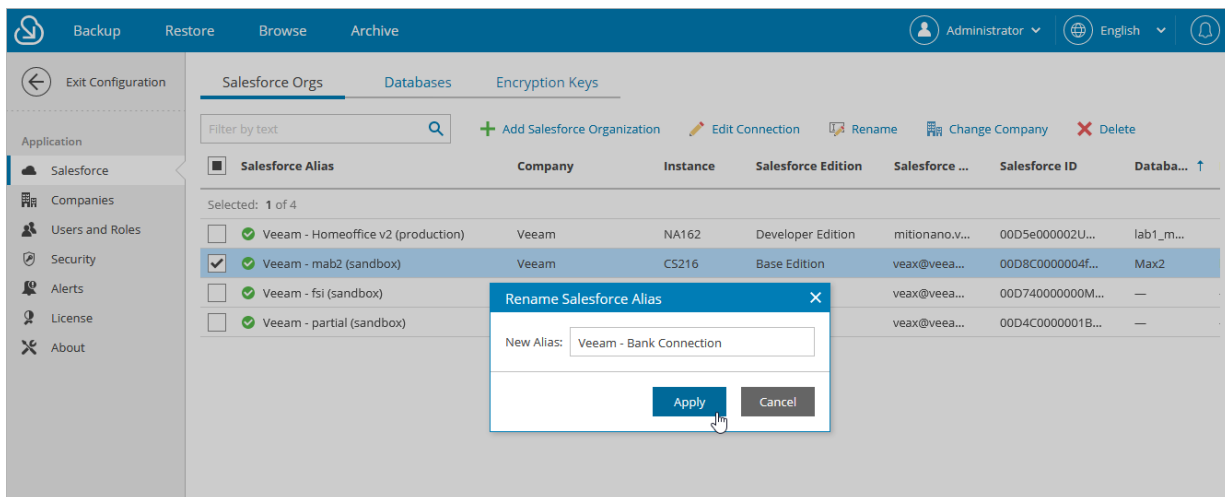 Backup Restore Browse Archive Administrator English
Exit Configuration Salesforce Orgs Databases Encryption Keys
Filter by text Add Salesforce Organization Edit Connection Rename Change Company Delete
Application
Salesforce
Companies
Users and Roles
Security
Alerts
License
About
Salesforce Alias Company Instance Salesforce Edition Salesforce ... Salesforce ID Databa...
Selected: 1 of 4
Veeam - Homeoffice v2 (production) Veeam NA162 Developer Edition mitionano.v... 00D5e000002U... lab1_m...
Veeam - mab2 (sandbox) Veeam CS216 Base Edition veax@veea... 00D8C0000004f... Max2
Veeam - fsi (sandbox) veax@veea... 00D740000000M... —
Veeam - partial (sandbox) veax@veea... 00D4C0000001B... —
Rename Salesforce Alias
New Alias: Veeam - Bank Connection
Apply Cancel